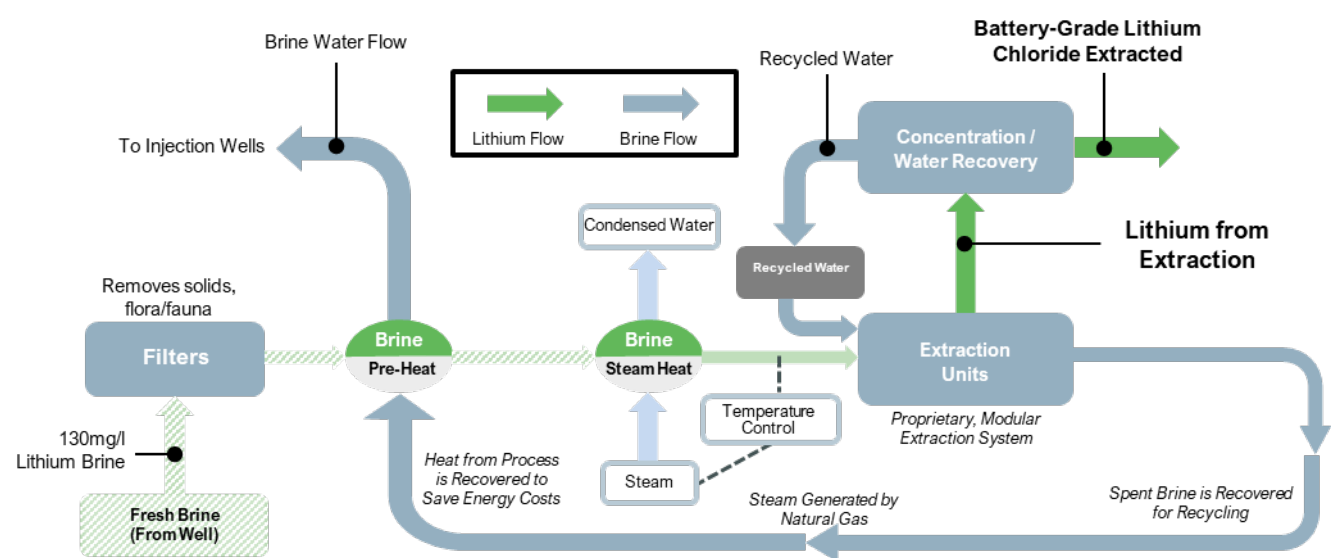 Battery-Grade Lithium
Chloride Extracted
Brine Water Flow
Recycled Water
Lithium Flow
Brine Flow
To Injection Wells
Concentration /
Water Recovery
Condensed Water
Lithium from
Extraction
Recycled Water
Removes solids,
flora/fauna
Filters
Brine
Pre-Heat
Brine
Steam Heat
Extraction
Units
Temperature
Control
Proprietary, Modular
Extraction System
130mg/l
Lithium Brine
Heat from Process
is Recovered to
Save Energy Costs
Steam
Steam Generated by
Natural Gas
Spent Brine is Recovered
for Recycling
Fresh Brine
(From Well)